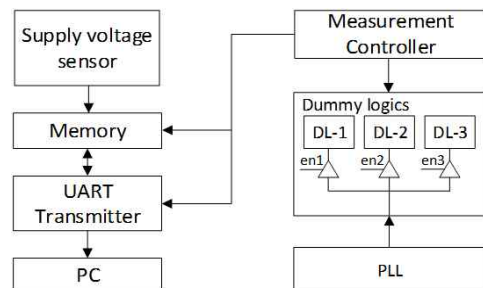 Supply voltage
sensor
Memory
UART
Transmitter
PC
Measurement
Controller
Dummy logics
DL-1
DL-2
DL-3
en1
en2
en3
PLL